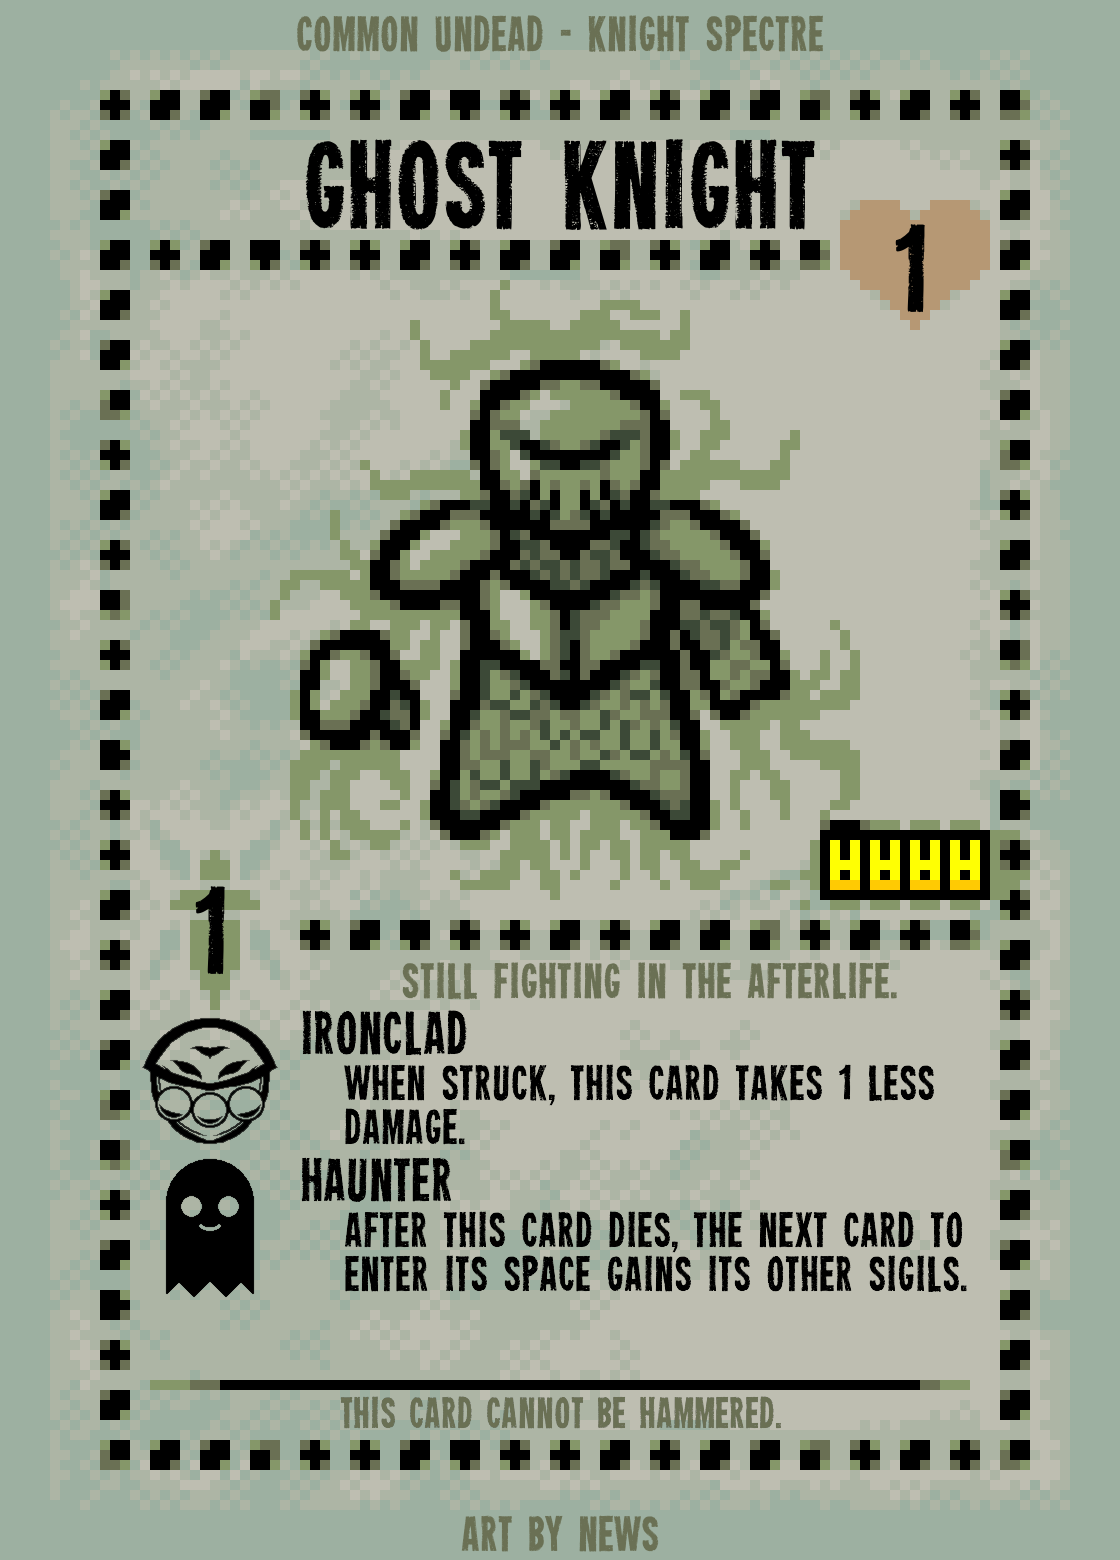 COMMON UNDEAD - KNIGHT SPECTRE
GHOST KNIGHT
1
1
STILL FIGHTING IN THE AFTERLIFE.
IRONCLAD
WHEN STRUCK, THIS CARD TAKES 1 LESS
DAMAGE.
HAUNTER
AFTER THIS CARD DIES, THE NEXT CARD TO
ENTER ITS SPACE GAINS ITS OTHER SIGILS.
THIS CARD CANNOT BE HAMMERED.
ART BY NEWS